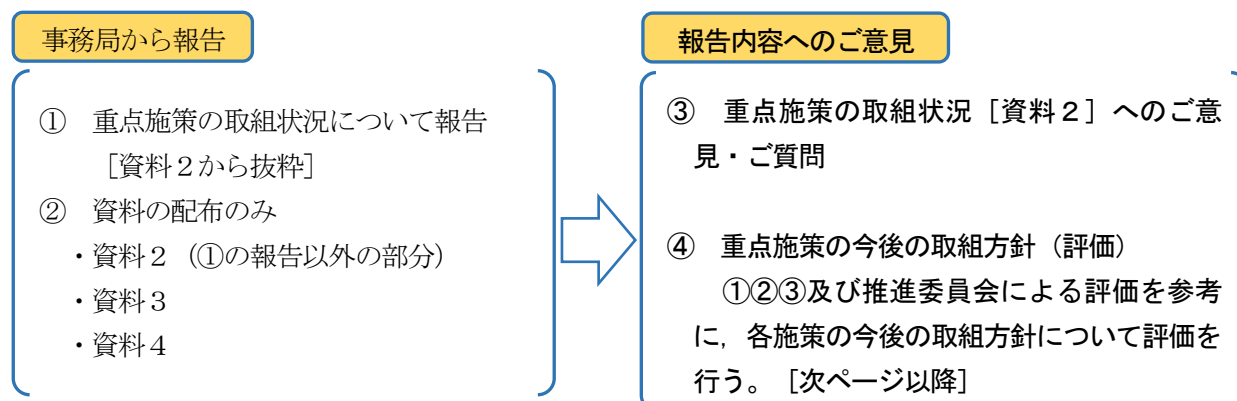 事務局から報告
① 重点施策の取組状況について報告
［資料２から抜粋］
② 資料の配布のみ
・資料２（①の報告以外の部分）
・資料３
・資料４
報告内容へのご意見
③ 重点施策の取組状況［資料２］へのご意
見・ご質問
④ 重点施策の今後の取組方針（評価）
①②③及び推進委員会による評価を参考
に，各施策の今後の取組方針について評価を
行う。［次ページ以降］